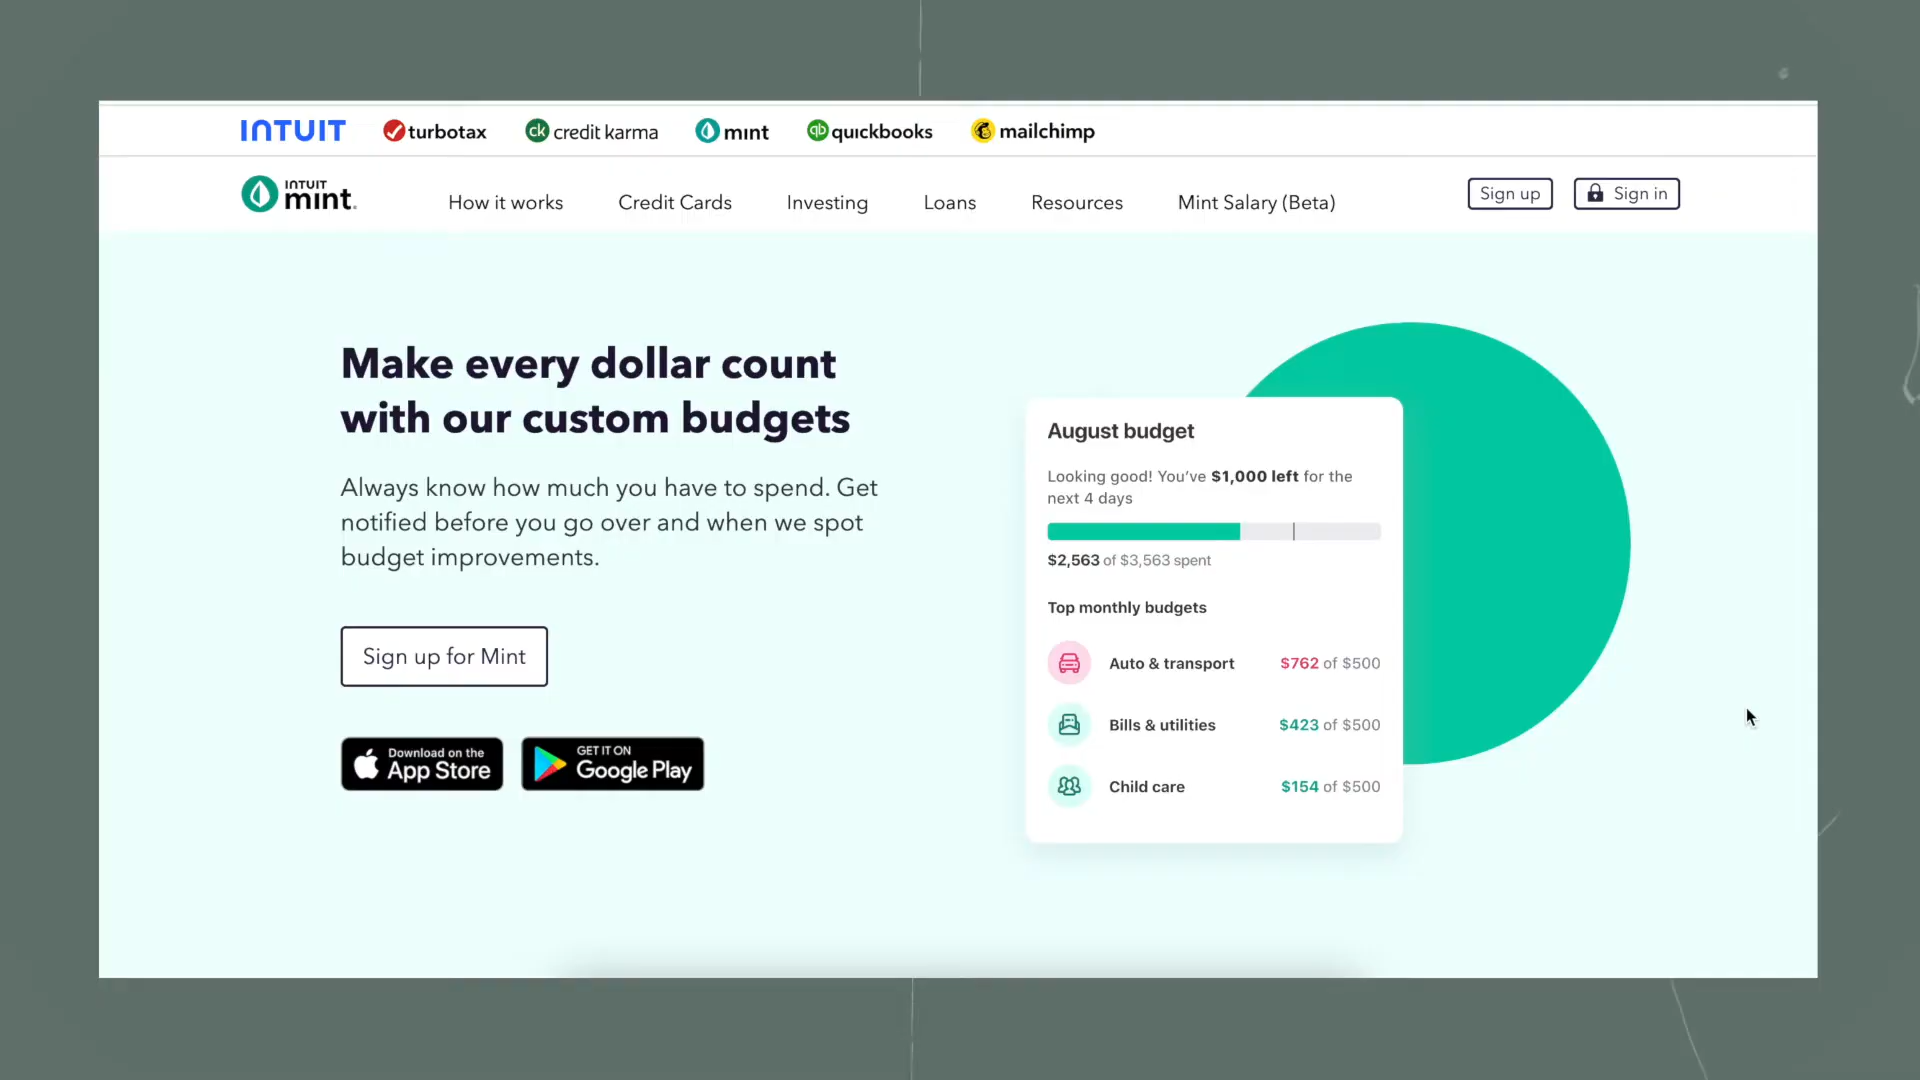 INTUIT turbotax credit karma mint quickbooks mailchimp
INTUIT
mint.
How it works Credit Cards Investing Loans Resources Mint Salary (Beta) Sign up Sign in
Make every dollar count
with our custom budgets
Always know how much you have to spend. Get
notified before you go over and when we spot
budget improvements.
Sign up for Mint
Download on the
App Store
GET IT ON
Google Play
August budget
Looking good! You've $1,000 left for the
next 4 days
$2,563 of $3,563 spent
Top monthly budgets
Auto & transport $762 of $500
Bills & utilities $423 of $500
Child care $154 of $500